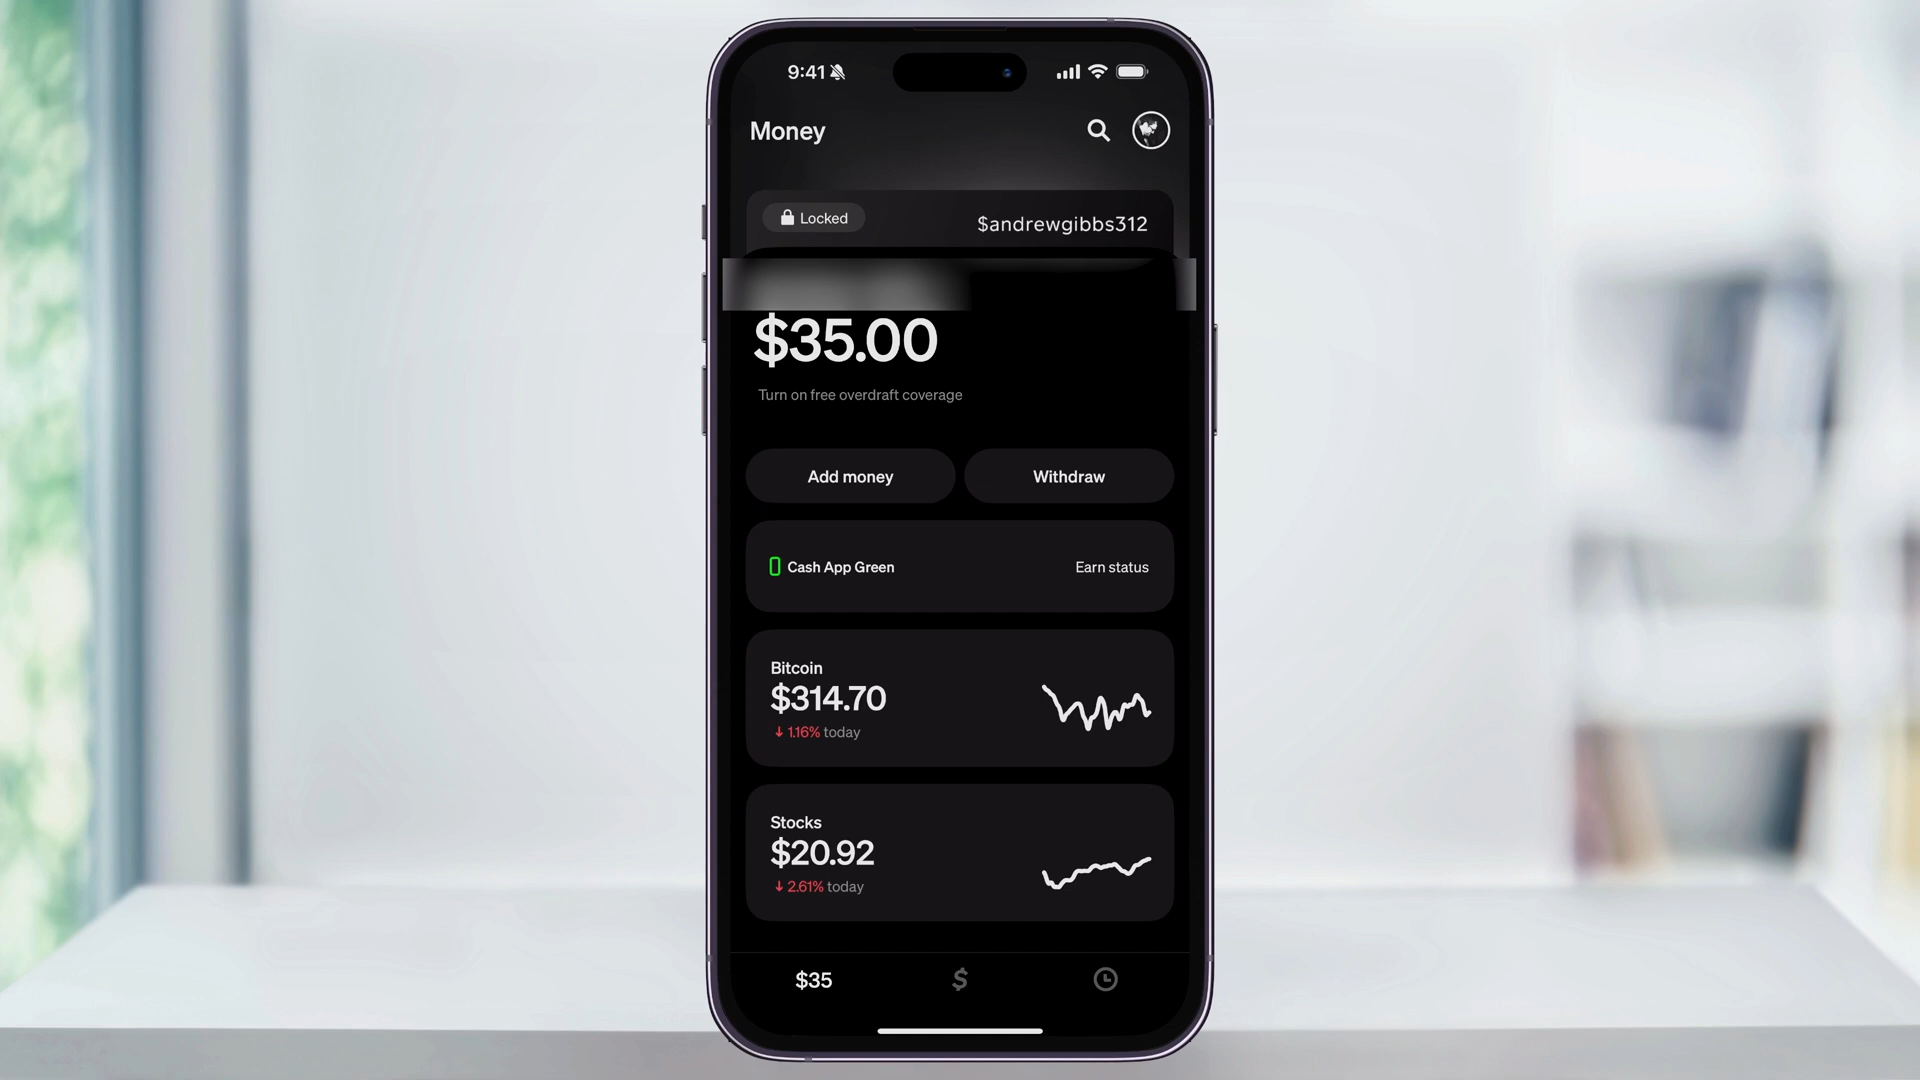 9:41
Money
Locked
$andrewgibbs312
$35.00
Turn on free overdraft coverage
Add money
Withdraw
Cash App Green
Earn status
Bitcoin
$314.70
↓ 1.16% today
Stocks
$20.92
↓ 2.61% today
$35
$